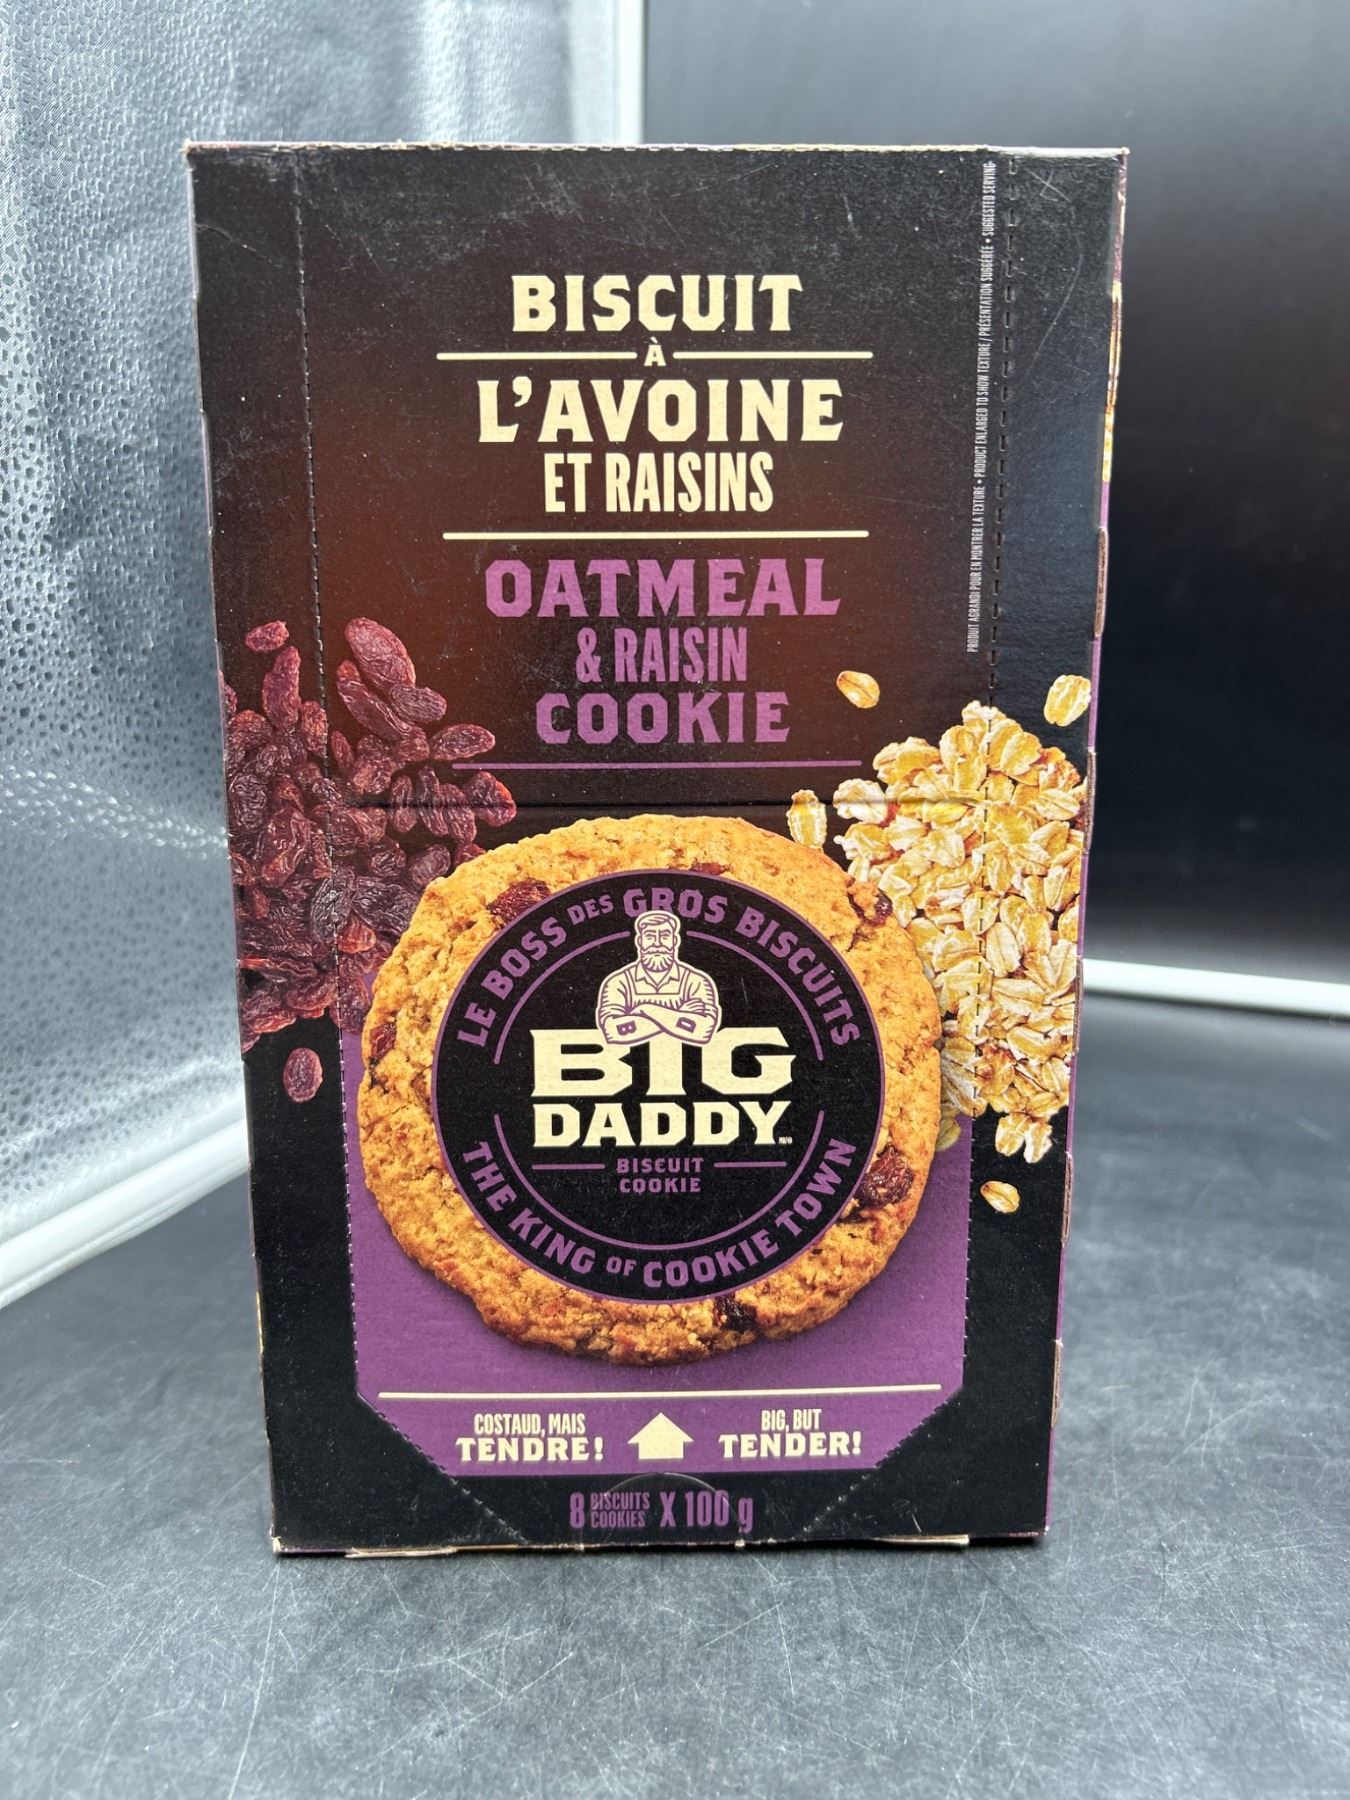 BISCUIT
À
L'AVOINE
ET RAISINS
OATMEAL
& RAISIN
COOKIE
PRODUIT AGRANDI POUR EN MONTRER LA TEXTURE • PRODUCT ENLARGED TO SHOW TEXTURE / PRÉSENTATION SUGGÉRÉE • SUGGESTED SERVING
LE BOSS DES GROS BISCUITS
B D
BIG
DADDY
BISCUIT
COOKIE
THE KING OF COOKIE TOWN
COSTAUD, MAIS
TENDRE!
BIG, BUT
TENDER!
8 BISCUITS COOKIES X 100 g